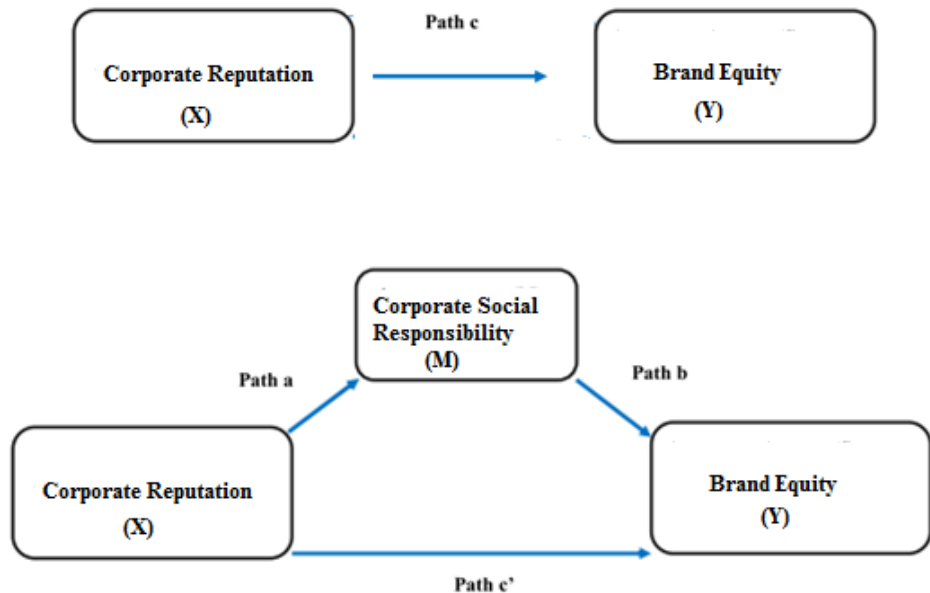 Path c
Corporate Reputation
(X)
Brand Equity
(Y)
Corporate Social
Responsibility
(M)
Path a
Path b
Corporate Reputation
(X)
Brand Equity
(Y)
Path c’